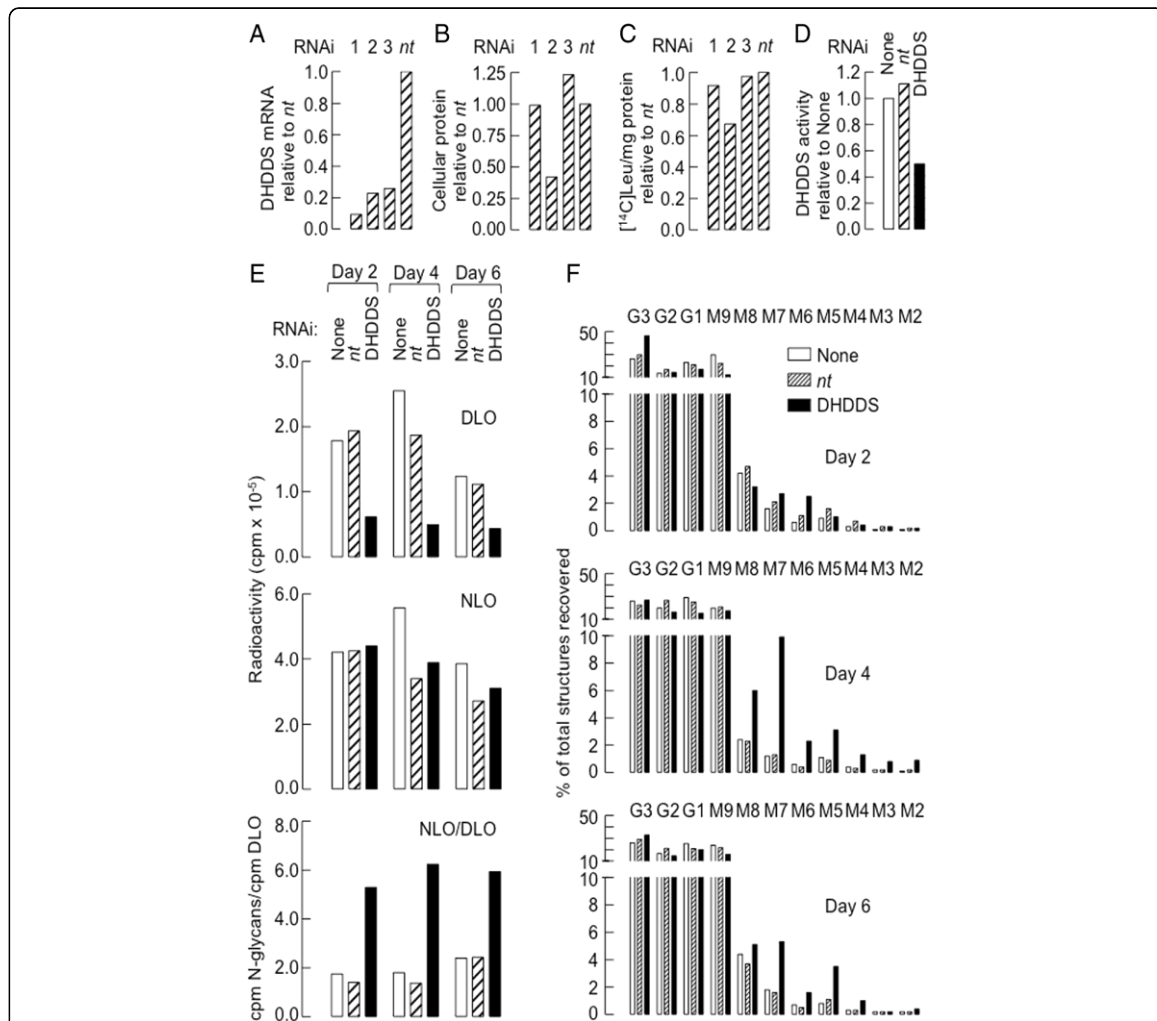 A
RNAi 1 2 3 nt
DHDDS mRNA
relative to nt
1.0
0.8
0.6
0.4
0.2
0.0
B
RNAi 1 2 3 nt
Cellular protein
relative to nt
1.25
1.00
0.75
0.50
0.25
0.00
C
RNAi 1 2 3 nt
[14C]Leu/mg protein
relative to nt
1.0
0.8
0.6
0.4
0.2
0.0
D
RNAi None nt DHDDS
DHDDS activity
relative to None
1.2
1.0
0.8
0.6
0.4
0.2
0.0
E
Day 2 Day 4 Day 6
RNAi: None nt DHDDS None nt DHDDS None nt DHDDS
Radioactivity (cpm x 10-5)
3.0
2.0
1.0
0.0
DLO
6.0
4.0
2.0
0.0
NLO
cpm N-glycans/cpm DLO
8.0
6.0
4.0
2.0
0.0
NLO/DLO
F
% of total structures recovered
G3 G2 G1 M9 M8 M7 M6 M5 M4 M3 M2
50
10
10
8
6
4
2
0
None
nt
DHDDS
Day 2
G3 G2 G1 M9 M8 M7 M6 M5 M4 M3 M2
50
10
10
8
6
4
2
0
Day 4
G3 G2 G1 M9 M8 M7 M6 M5 M4 M3 M2
50
10
10
8
6
4
2
0
Day 6